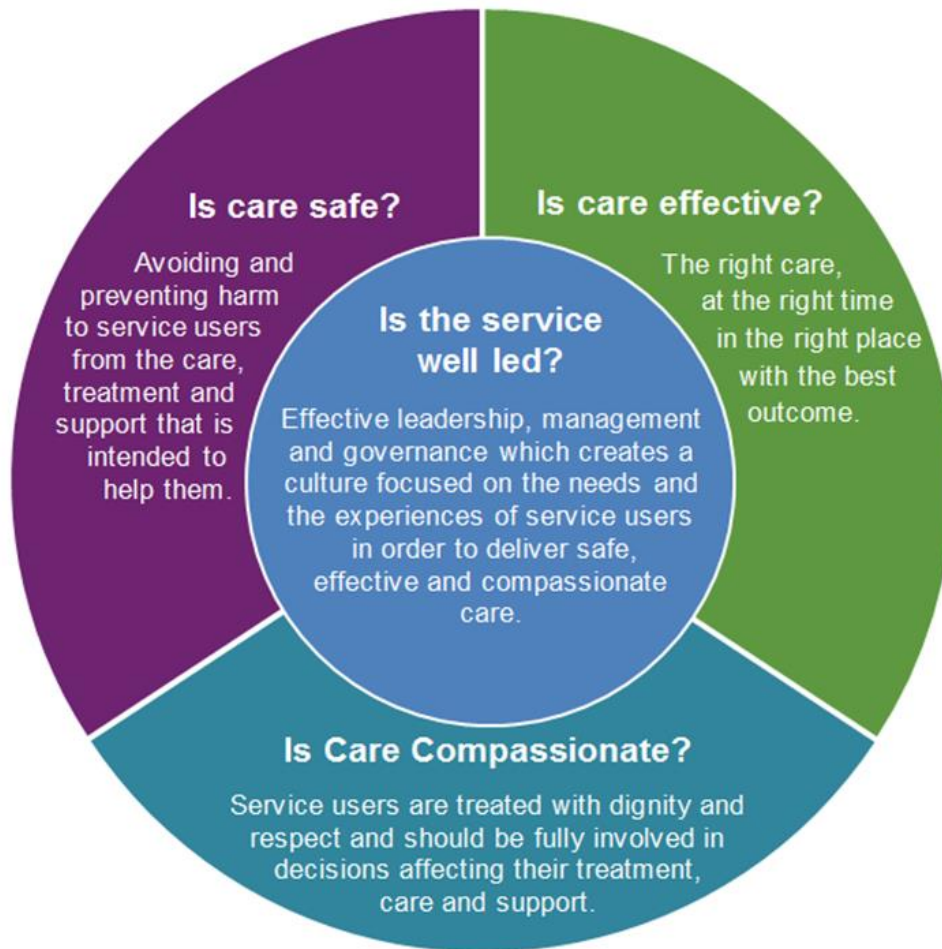 Is care safe?
Avoiding and
preventing harm
to service users
from the care,
treatment and
support that is
intended to
help them.
Is care effective?
The right care,
at the right time
in the right place
with the best
outcome.
Is the service
well led?
Effective leadership, management
and governance which creates a
culture focused on the needs and
the experiences of service users
in order to deliver safe,
effective and compassionate
care.
Is Care Compassionate?
Service users are treated with dignity and
respect and should be fully involved in
decisions affecting their treatment,
care and support.